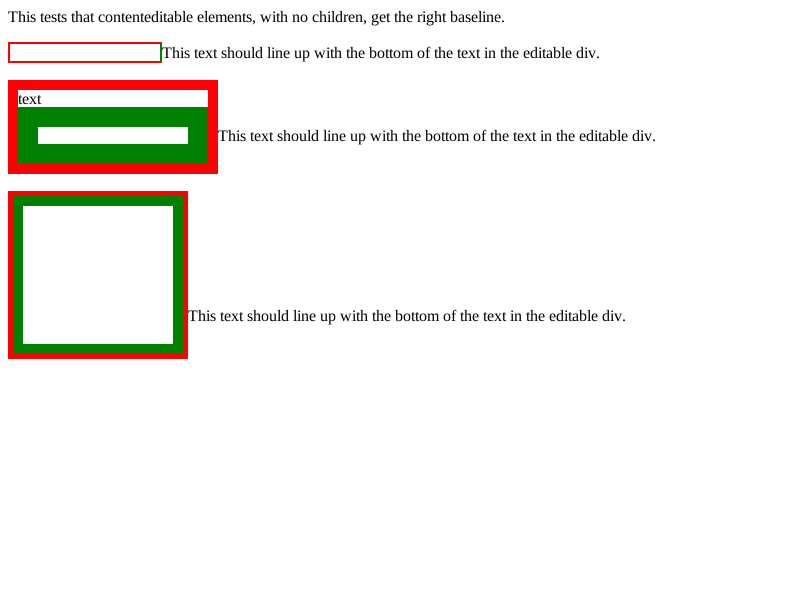 This tests that contenteditable elements, with no children, get the right baseline.
This text should line up with the bottom of the text in the editable div.
text
This text should line up with the bottom of the text in the editable div.
This text should line up with the bottom of the text in the editable div.